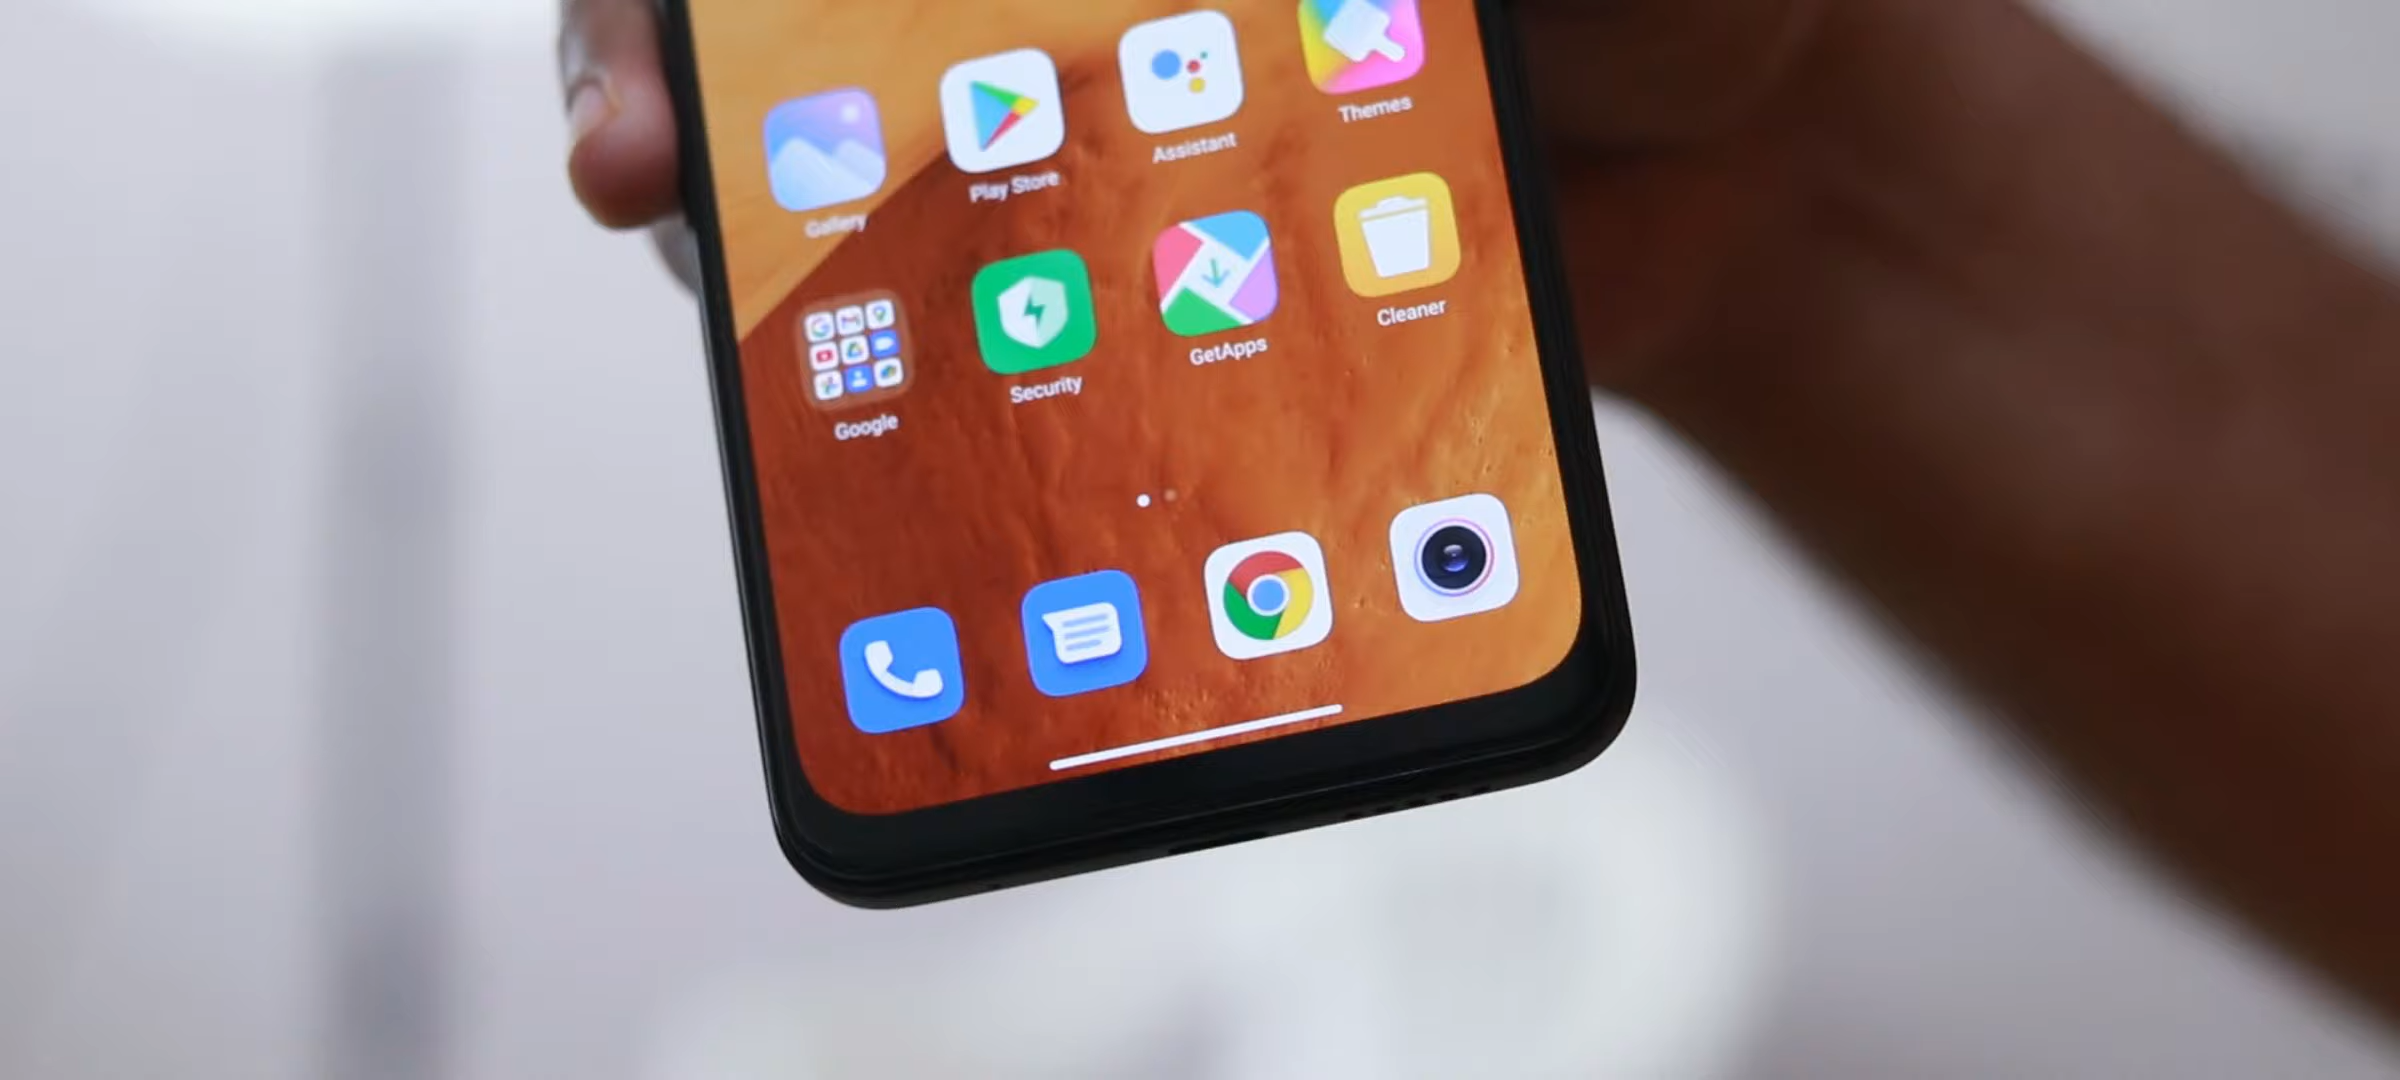 Gallery
Play Store
Assistant
Themes
Google
Security
GetApps
Cleaner